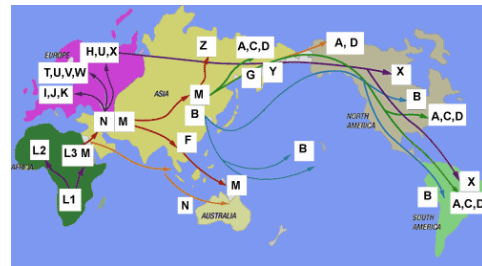 Z
A,C,D
A, D
EUROPE
H,U,X
G
Y
T,U,V,W
X
ASIA
I,J,K
M
B
B
N M
NORTH
AMERICA
A,C,D
F
L2
L3 M
B
AFRICA
M
X
L1
N
AUSTRALIA
B
SOUTH
AMERICA
A,C,D